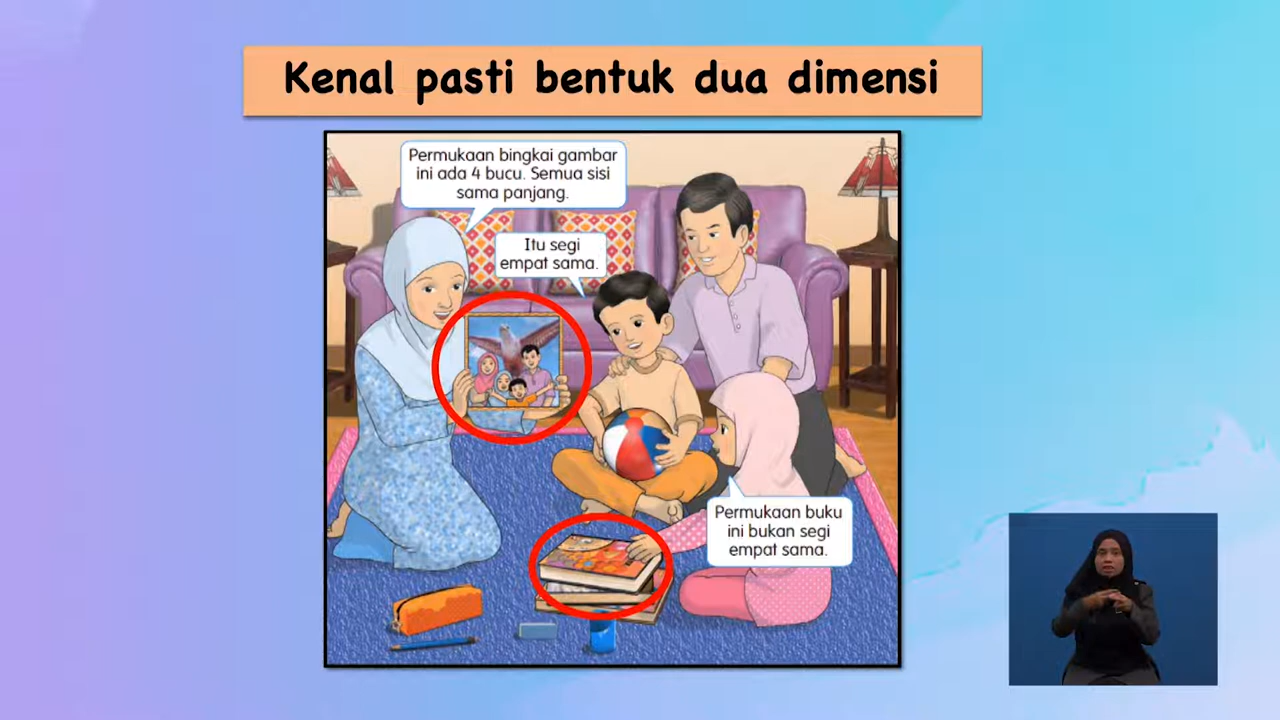 Kenal pasti bentuk dua dimensi
Permukaan bingkai gambar
ini ada 4 bucu. Semua sisi
sama panjang.
Itu segi
empat sama.
Permukaan buku
ini bukan segi
empat sama.